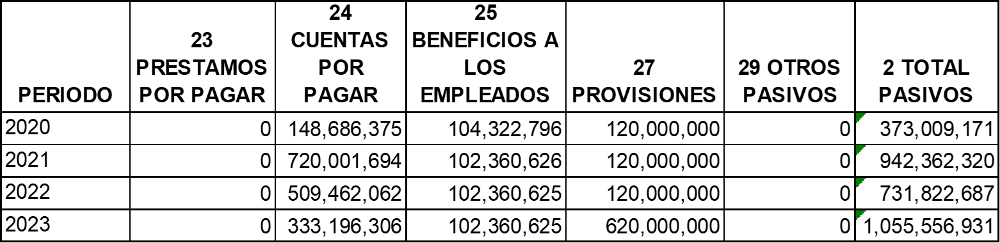 PERIODO 23 PRESTAMOS POR PAGAR 24 CUENTAS POR PAGAR 25 BENEFICIOS A LOS EMPLEADOS 27 PROVISIONES 29 OTROS PASIVOS 2 TOTAL PASIVOS
2020 0 148,686,375 104,322,796 120,000,000 0 373,009,171
2021 0 720,001,694 102,360,626 120,000,000 0 942,362,320
2022 0 509,462,062 102,360,625 120,000,000 0 731,822,687
2023 0 333,196,306 102,360,625 620,000,000 0 1,055,556,931